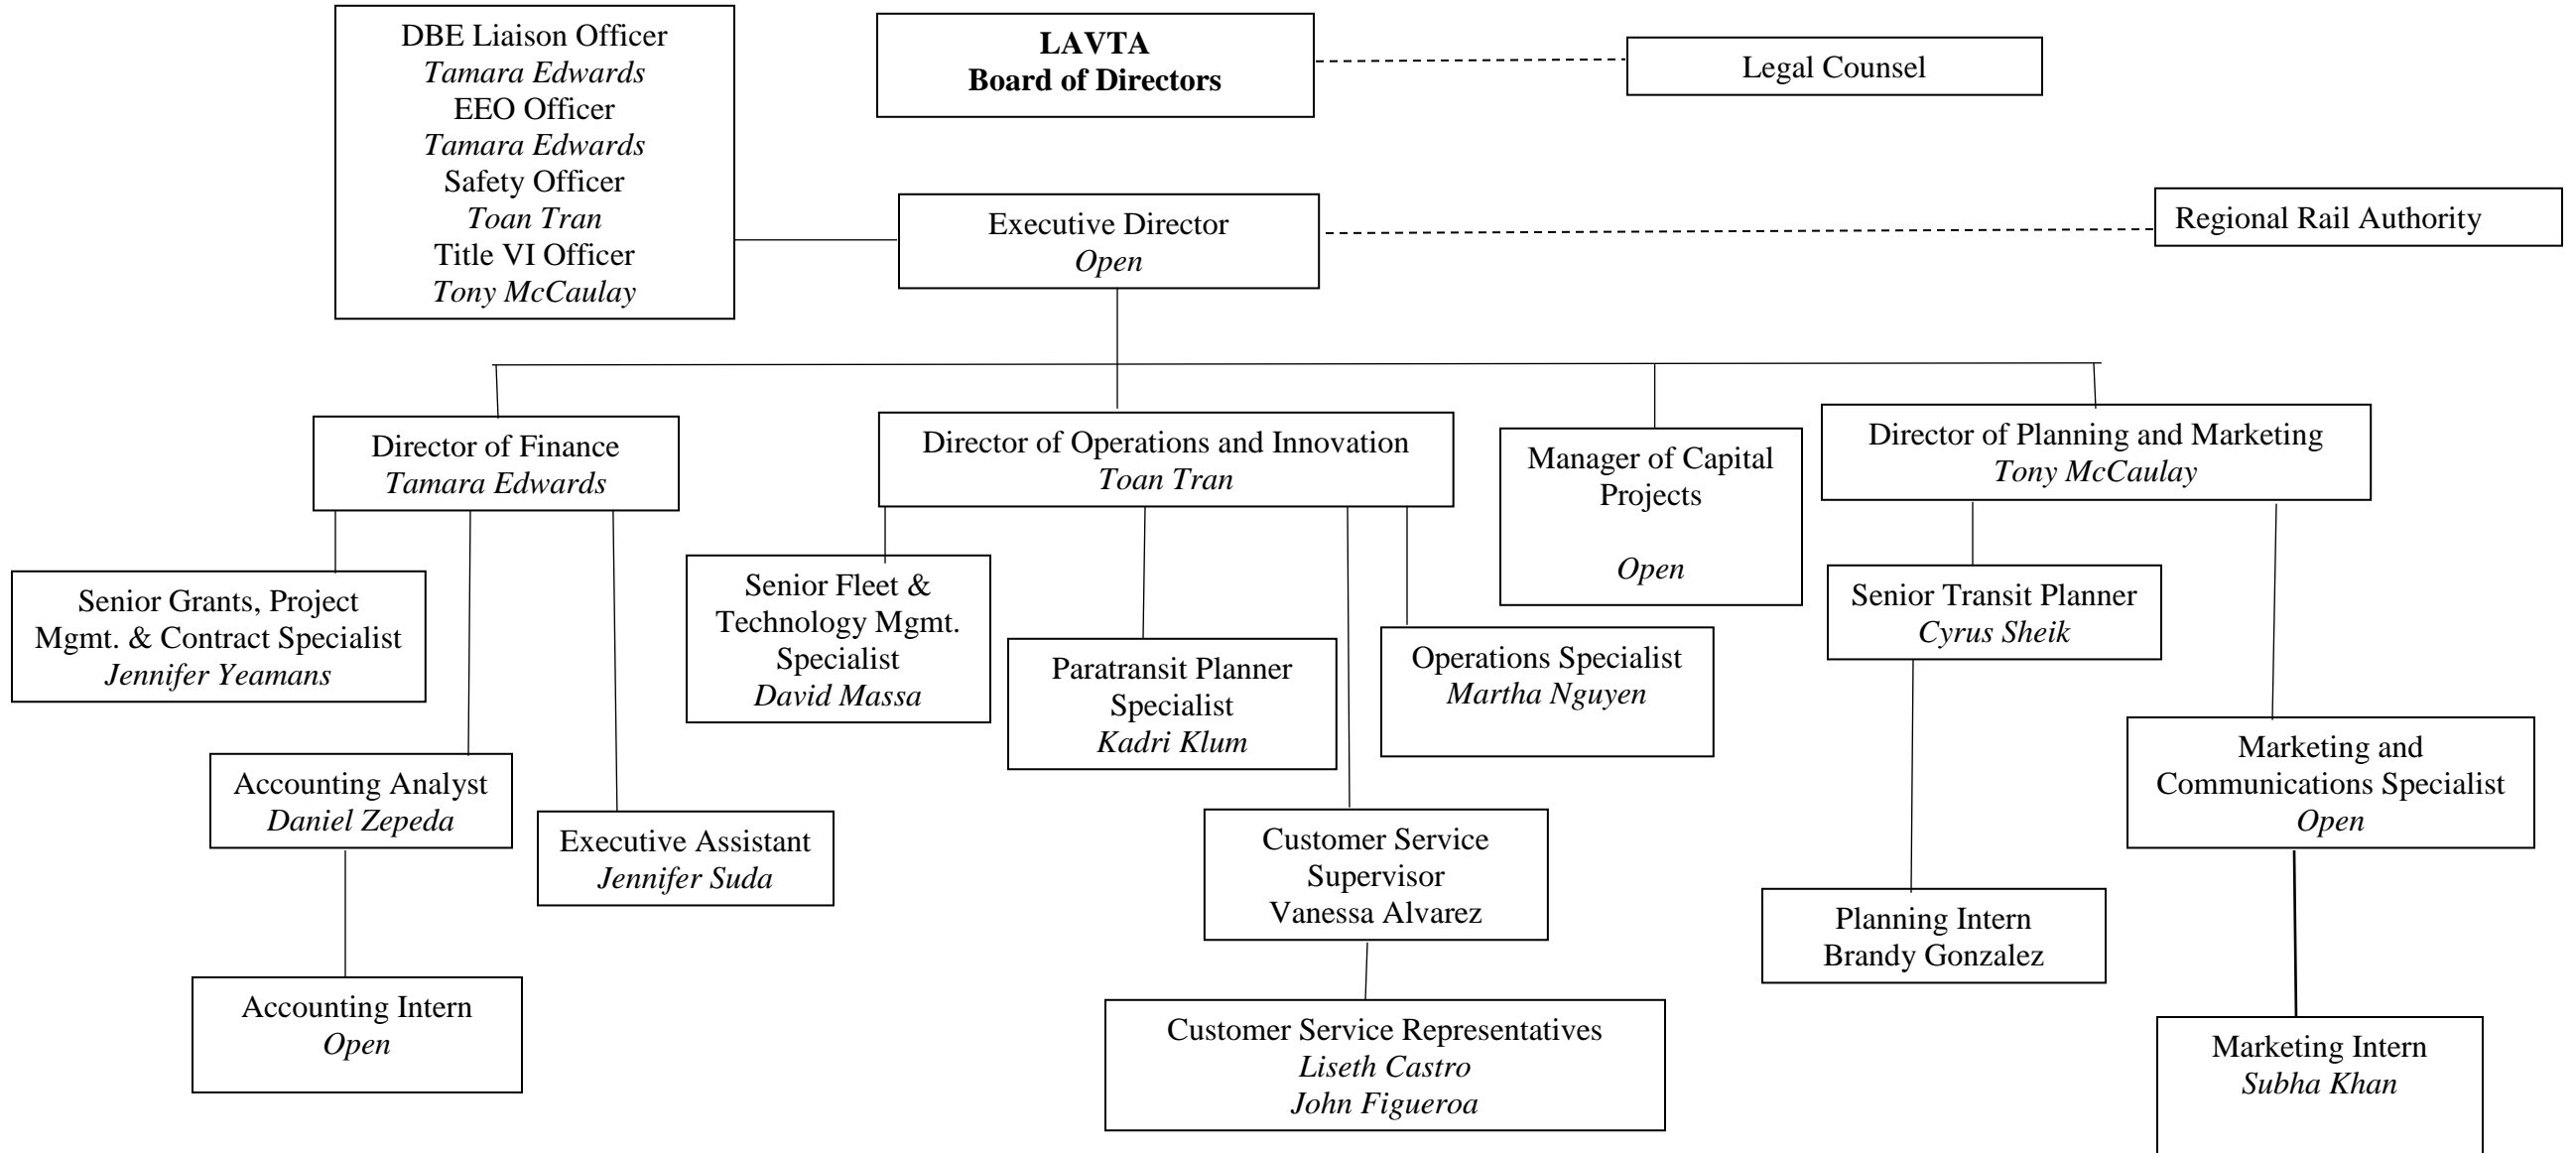 DBE Liaison Officer
Tamara Edwards
EEO Officer
Tamara Edwards
Safety Officer
Toan Tran
Title VI Officer
Tony McCaulay
LAVTA
Board of Directors
Legal Counsel
Executive Director
Open
Regional Rail Authority
Director of Finance
Tamara Edwards
Director of Operations and Innovation
Toan Tran
Manager of Capital
Projects
Open
Director of Planning and Marketing
Tony McCaulay
Senior Grants, Project
Mgmt. & Contract Specialist
Jennifer Yeamans
Senior Fleet &
Technology Mgmt.
Specialist
David Massa
Paratransit Planner
Specialist
Kadri Klum
Operations Specialist
Martha Nguyen
Senior Transit Planner
Cyrus Sheik
Accounting Analyst
Daniel Zepeda
Executive Assistant
Jennifer Suda
Customer Service
Supervisor
Vanessa Alvarez
Marketing and
Communications Specialist
Open
Planning Intern
Brandy Gonzalez
Accounting Intern
Open
Customer Service Representatives
Liseth Castro
John Figueroa
Marketing Intern
Subha Khan